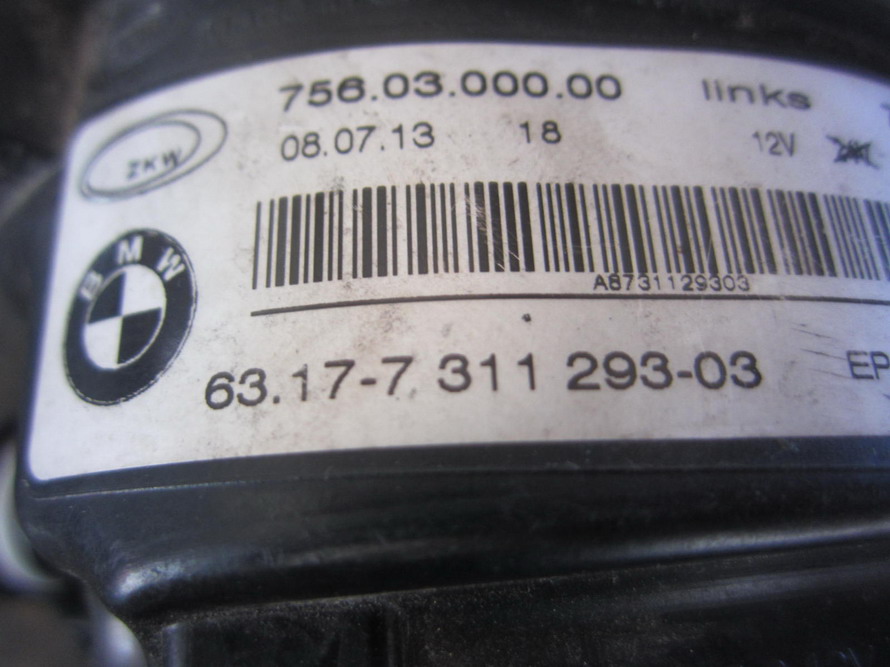 756.03.000.00 links
ZKW
08.07.13 18 12V
BMW
A8731129303
63.17-7 311 293-03 EP